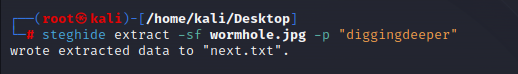 ┌──(root㉿kali)-[/home/kali/Desktop]
└─# steghide extract -sf wormhole.jpg -p "diggingdeeper"
wrote extracted data to "next.txt".